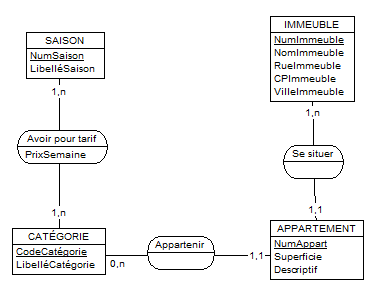 SAISON
NumSaison
LibelléSaison
1,n
Avoir pour tarif
PrixSemaine
1,n
CATÉGORIE
CodeCatégorie
LibelléCatégorie
0,n
Appartenir
1,1
IMMEUBLE
NumImmeuble
NomImmeuble
RueImmeuble
CPImmeuble
VilleImmeuble
1,n
Se situer
1,1
APPARTEMENT
NumAppart
Superficie
Descriptif